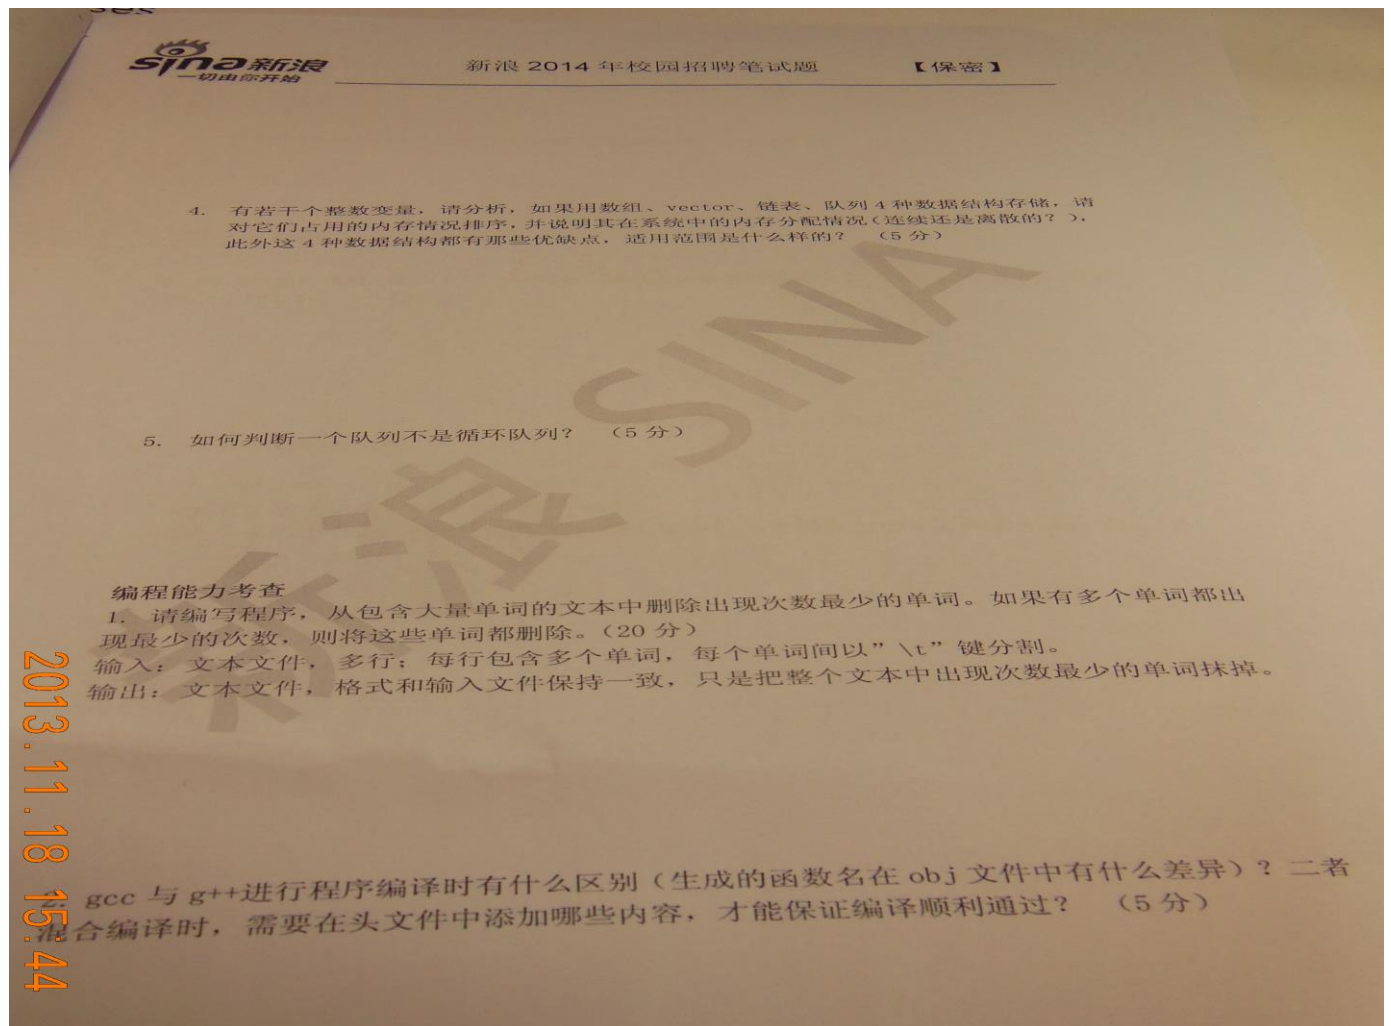 sina新浪
一切由你开始
新浪 2014 年校园招聘笔试题 【保密】
4. 有若干个整数变量，请分析，如果用数组、vector、链表、队列 4 种数据结构存储，请
对它们占用的内存情况排序，并说明其在系统中的内存分配情况（连续还是离散的？），
此外这 4 种数据结构都有那些优缺点，适用范围是什么样的？ （5 分）
5. 如何判断一个队列不是循环队列？ （5 分）
新浪 SINA
编程能力考查
1. 请编写程序，从包含大量单词的文本中删除出现次数最少的单词。如果有多个单词都出
现最少的次数，则将这些单词都删除。（20 分）
输入：文本文件，多行；每行包含多个单词，每个单词间以”\t”键分割。
输出：文本文件，格式和输入文件保持一致，只是把整个文本中出现次数最少的单词抹掉。
2. gcc 与 g++进行程序编译时有什么区别（生成的函数名在 obj 文件中有什么差异）？二者
混合编译时，需要在头文件中添加哪些内容，才能保证编译顺利通过？ （5 分）
2013.11.18 15:44